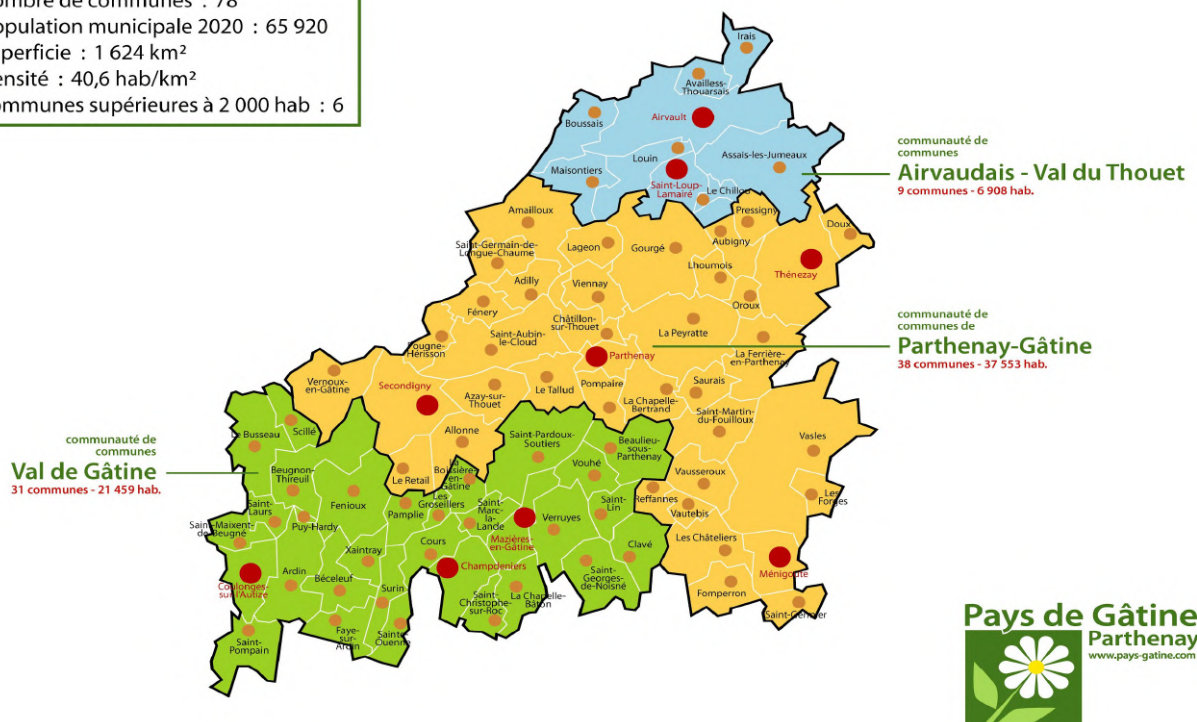 ombre de communes : 78
opulation municipale 2020 : 65 920
perficie : 1 624 km²
ensité : 40,6 hab/km²
ommunes supérieures à 2 000 hab : 6
Irais
Availless-
Thouarsais
Airvault
Boussais
Louin
Assais-les-Jumeaux
Maisontiers
Saint-Loup-
Lamairé
Le Chillou
communauté de
communes
Airvaudais - Val du Thouet
9 communes - 6 908 hab.
Amailloux
Pressigny
Doux
Saint-Germain-de-
Longue-Chaume
Lageon
Gourgé
Aubigny
Lhoumois
Thénezay
Adilly
Viennay
Oroux
Fénery
Châtillon-
sur-Thouet
Saint-Aubin-
le-Cloud
La Peyratte
Pougne-
Hérisson
Parthenay
La Ferrière-
en-Parthenay
communauté de
communes de
Parthenay-Gâtine
38 communes - 37 553 hab.
Vernoux-
en-Gâtine
Secondigny
Azay-sur-
Thouet
Le Tallud
Pompaire
Saurais
La Chapelle-
Bertrand
Saint-Martin-
du-Fouilloux
Allonne
Vasles
Le Retail
Vausseroux
Les
Forges
Reffannes
Vautebis
Les Châteliers
Ménigoute
Fomperron
Saint-Germier
communauté de
communes
Val de Gâtine
31 communes - 21 459 hab.
Le Busseau
Scillé
Saint-Pardoux-
Soutiers
Beaulieu-
sous-
Parthenay
Beugnon-
Thireuil
La
Boissière-
en-
Gâtine
Vouhé
Fenioux
Les
Groseillers
Saint-
Laurs
Pamplie
Saint-
Marc-
la-
Lande
Saint-
Lin
Saint-Maixent-
de-Beugné
Puy-Hardy
Verruyes
Mazières-
en-Gâtine
Xaintray
Cours
Clavé
Champdeniers
Coulonges-
sur-l'Autize
Ardin
Béceleuf
Surin
Saint-
Georges-
de-Noisné
Saint-
Christophe-
sur-Roc
La Chapelle-
Bâton
Saint-
Pompain
Faye-
sur-
Ardin
Sainte-
Ouenne
Pays de Gâtine
Parthenay
www.pays-gatine.com